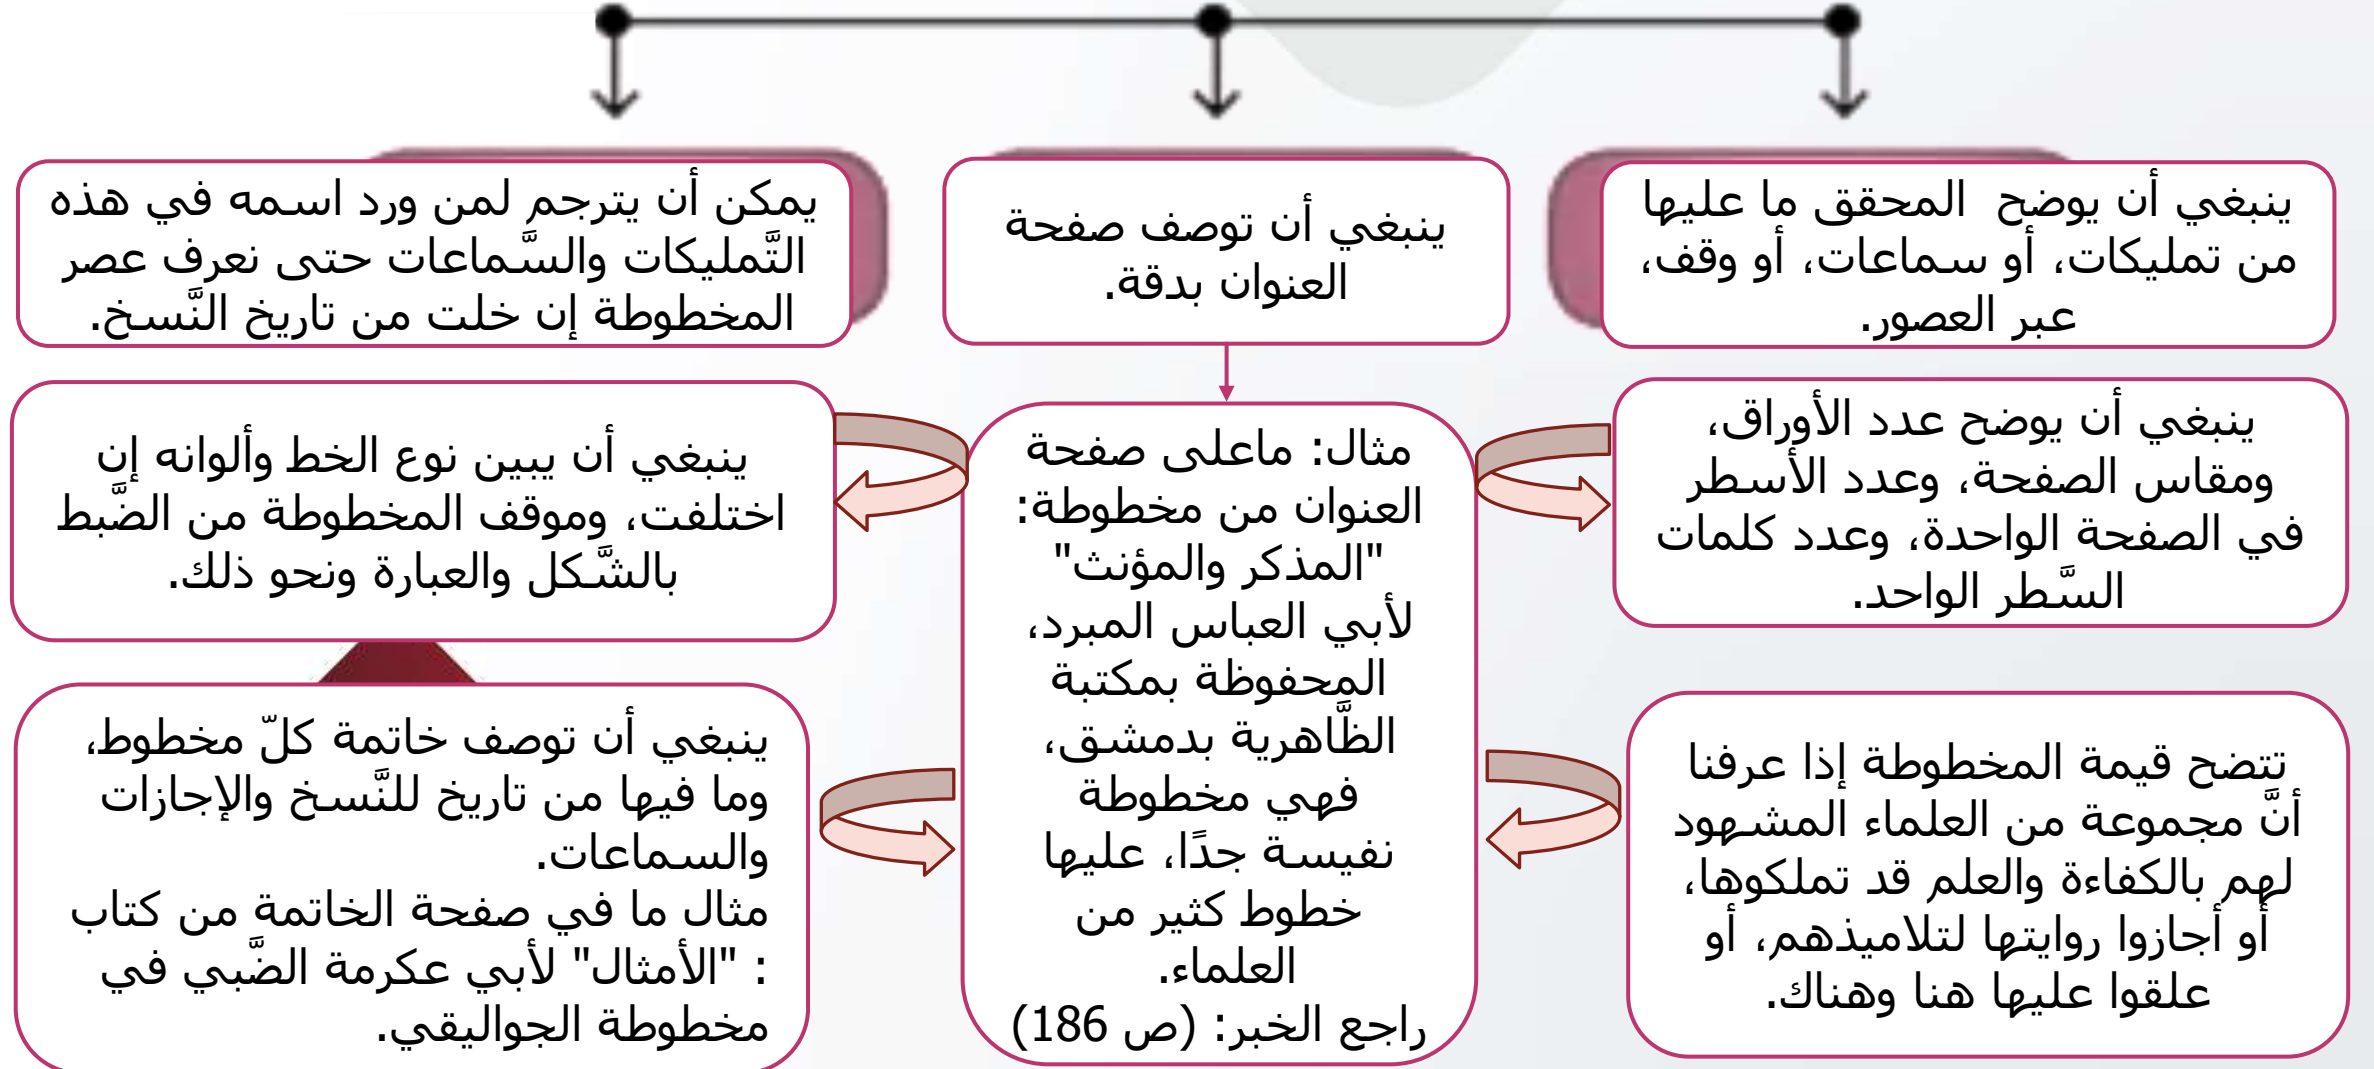 ينبغي أن يوضح المحقق ما عليها
من تمليكات، أو سماعات، أو وقف،
عبر العصور.
ينبغي أن توصف صفحة
العنوان بدقة.
يمكن أن يترجم لمن ورد اسمه في هذه
التَّمليكات والسَّماعات حتى نعرف عصر
المخطوطة إن خلت من تاريخ النَّسخ.
ينبغي أن يوضح عدد الأوراق،
ومقاس الصفحة، وعدد الأسطر
في الصفحة الواحدة، وعدد كلمات
السَّطر الواحد.
مثال: ماعلى صفحة
العنوان من مخطوطة:
"المذكر والمؤنث"
لأبي العباس المبرد،
المحفوظة بمكتبة
الظَّاهرية بدمشق،
فهي مخطوطة
نفيسة جدًا، عليها
خطوط كثير من
العلماء.
راجع الخبر: (ص 186)
ينبغي أن يبين نوع الخط وألوانه إن
اختلفت، وموقف المخطوطة من الضَّبط
بالشَّكل والعبارة ونحو ذلك.
تتضح قيمة المخطوطة إذا عرفنا
أنَّ مجموعة من العلماء المشهود
لهم بالكفاءة والعلم قد تملكوها،
أو أجازوا روايتها لتلاميذهم، أو
علقوا عليها هنا وهناك.
ينبغي أن توصف خاتمة كلّ مخطوط،
وما فيها من تاريخ للنَّسخ والإجازات
والسماعات.
مثال ما في صفحة الخاتمة من كتاب
: "الأمثال" لأبي عكرمة الضَّبي في
مخطوطة الجواليقي.